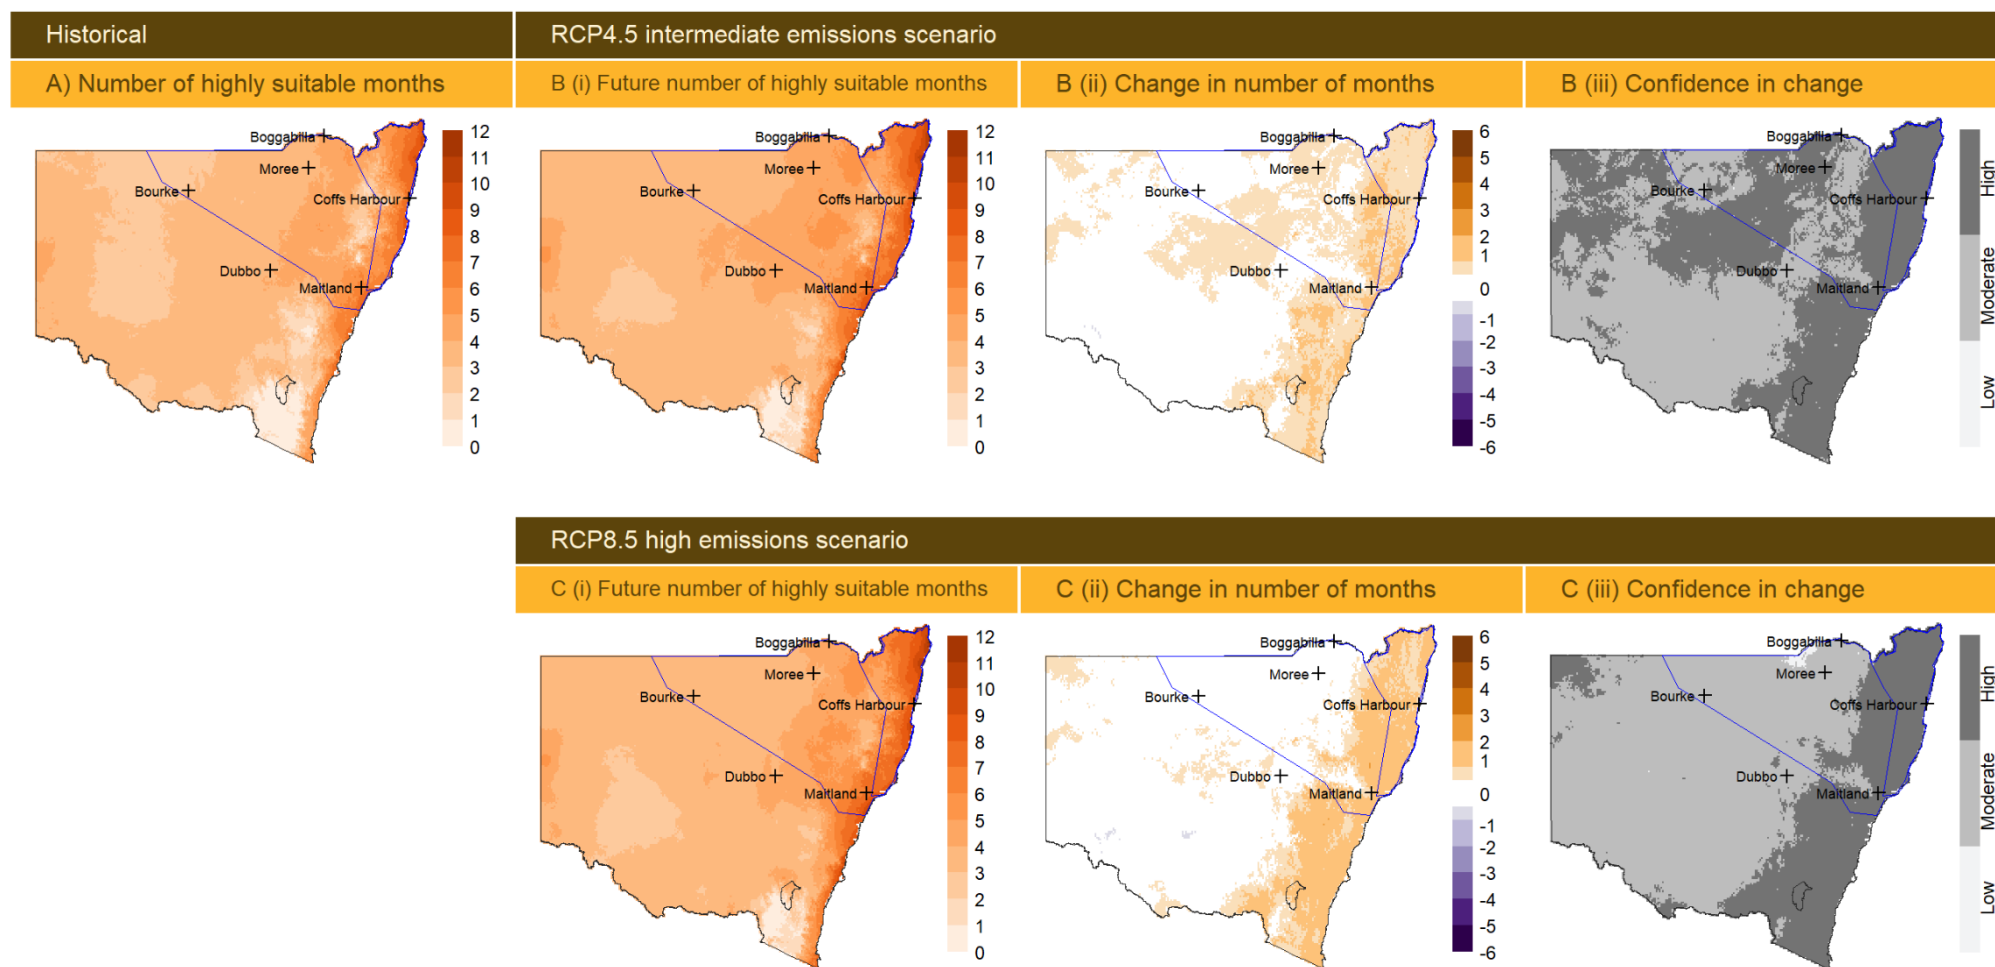 Historical
RCP4.5 intermediate emissions scenario
A) Number of highly suitable months
B (i) Future number of highly suitable months
B (ii) Change in number of months
B (iii) Confidence in change
Boggabilla
Moree
Bourke
Coffs Harbour
Dubbo
Maitland
12
11
10
9
8
7
6
5
4
3
2
1
0
Boggabilla
Moree
Bourke
Coffs Harbour
Dubbo
Maitland
12
11
10
9
8
7
6
5
4
3
2
1
0
Boggabilla
Moree
Bourke
Coffs Harbour
Dubbo
Maitland
6
5
4
3
2
1
0
-1
-2
-3
-4
-5
-6
Boggabilla
Moree
Bourke
Coffs Harbour
Dubbo
Maitland
High
Moderate
Low
RCP8.5 high emissions scenario
C (i) Future number of highly suitable months
C (ii) Change in number of months
C (iii) Confidence in change
Boggabilla
Moree
Bourke
Coffs Harbour
Dubbo
Maitland
12
11
10
9
8
7
6
5
4
3
2
1
0
Boggabilla
Moree
Bourke
Coffs Harbour
Dubbo
Maitland
6
5
4
3
2
1
0
-1
-2
-3
-4
-5
-6
Boggabilla
Moree
Bourke
Coffs Harbour
Dubbo
Maitland
High
Moderate
Low